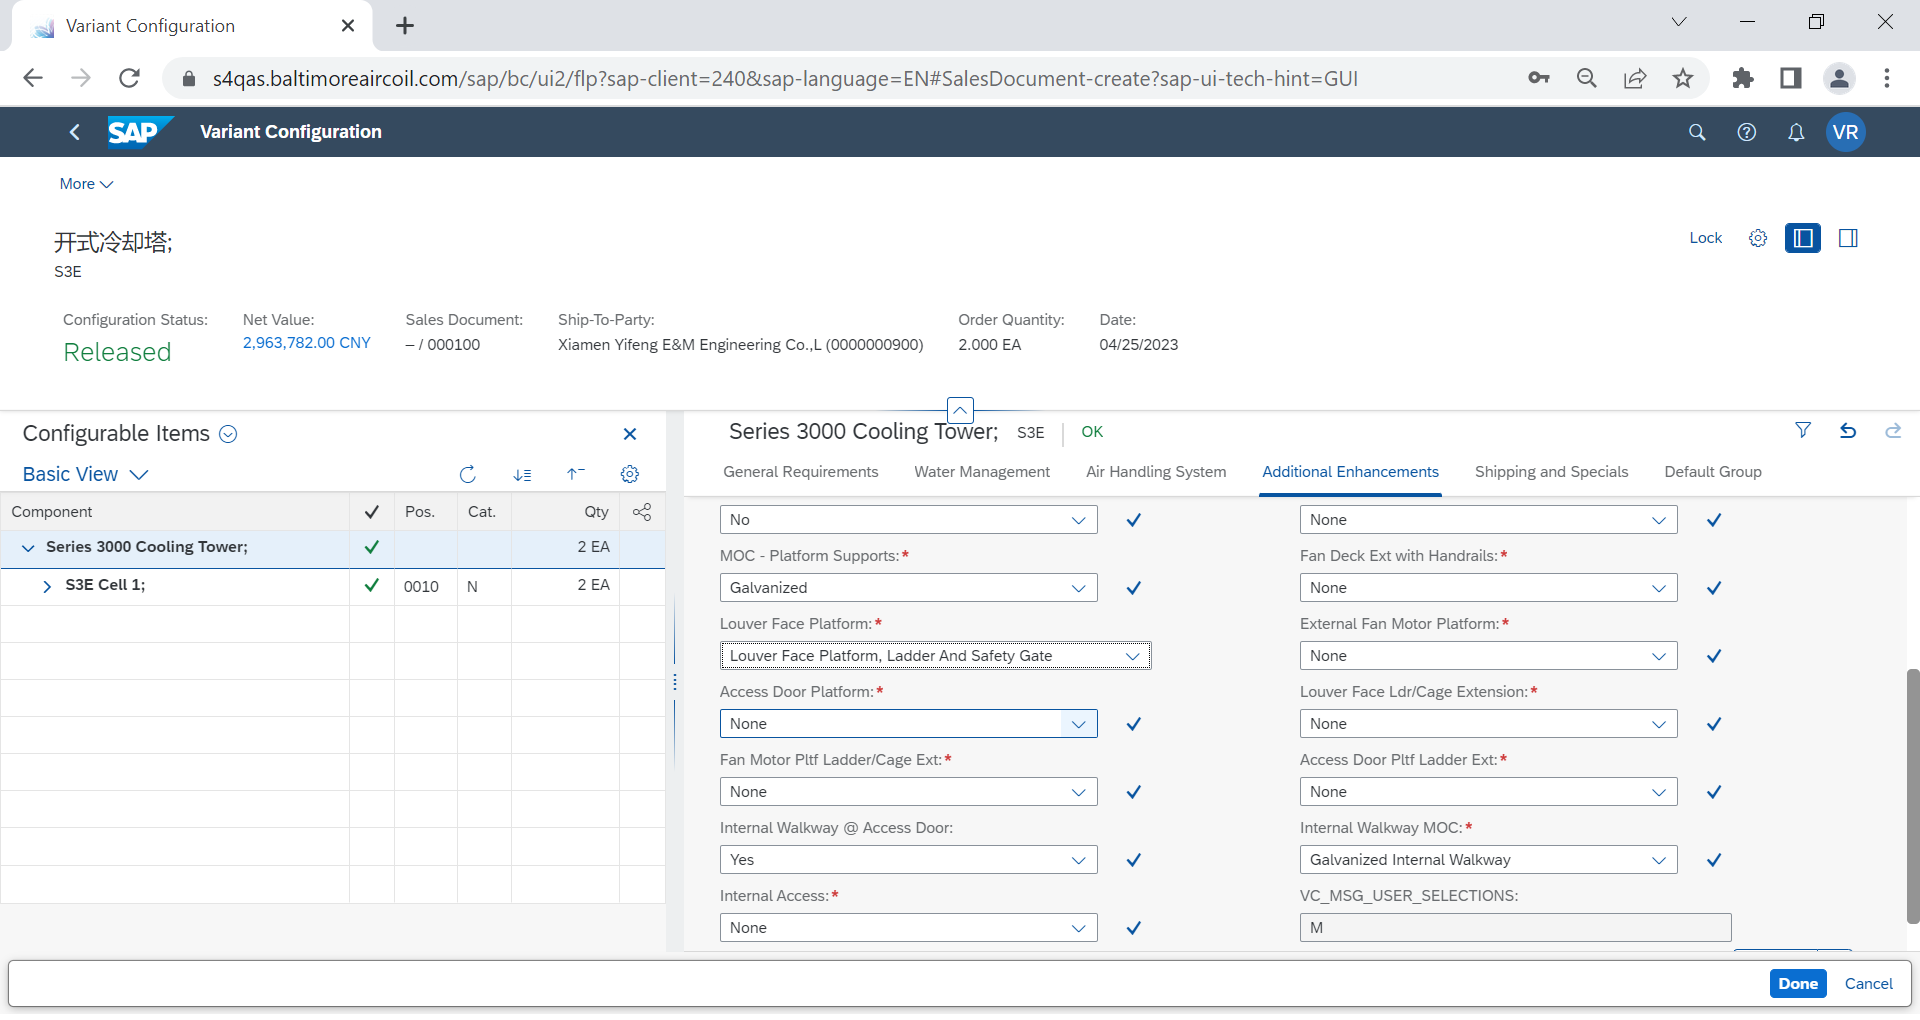 Variant Configuration
s4qas.baltimoreaircoil.com/sap/bc/ui2/flp?sap-client=240&sap-language=EN#SalesDocument-create?sap-ui-tech-hint=GUI
SAP Variant Configuration VR
More
开式冷却塔;
S3E
Lock
Configuration Status: Net Value: Sales Document: Ship-To-Party: Order Quantity: Date:
Released 2,963,782.00 CNY – / 000100 Xiamen Yifeng E&M Engineering Co.,L (0000000900) 2.000 EA 04/25/2023
Configurable Items
Basic View
Component Pos. Cat. Qty
Series 3000 Cooling Tower; 2 EA
S3E Cell 1; 0010 N 2 EA
Series 3000 Cooling Tower; S3E OK
General Requirements Water Management Air Handling System Additional Enhancements Shipping and Specials Default Group
No None
MOC - Platform Supports:* Fan Deck Ext with Handrails:*
Galvanized None
Louver Face Platform:* External Fan Motor Platform:*
Louver Face Platform, Ladder And Safety Gate None
Access Door Platform:* Louver Face Ldr/Cage Extension:*
None None
Fan Motor Pltf Ladder/Cage Ext:* Access Door Pltf Ladder Ext:*
None None
Internal Walkway @ Access Door: Internal Walkway MOC:*
Yes Galvanized Internal Walkway
Internal Access:* VC_MSG_USER_SELECTIONS:
None M
Done Cancel